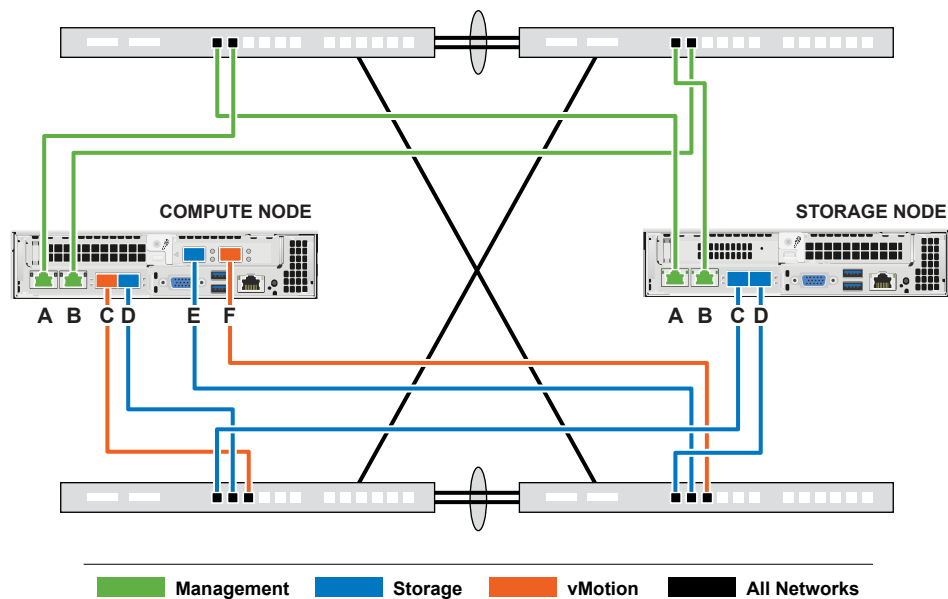 COMPUTE NODE
STORAGE NODE
A B C D E F
A B C D
Management Storage vMotion All Networks